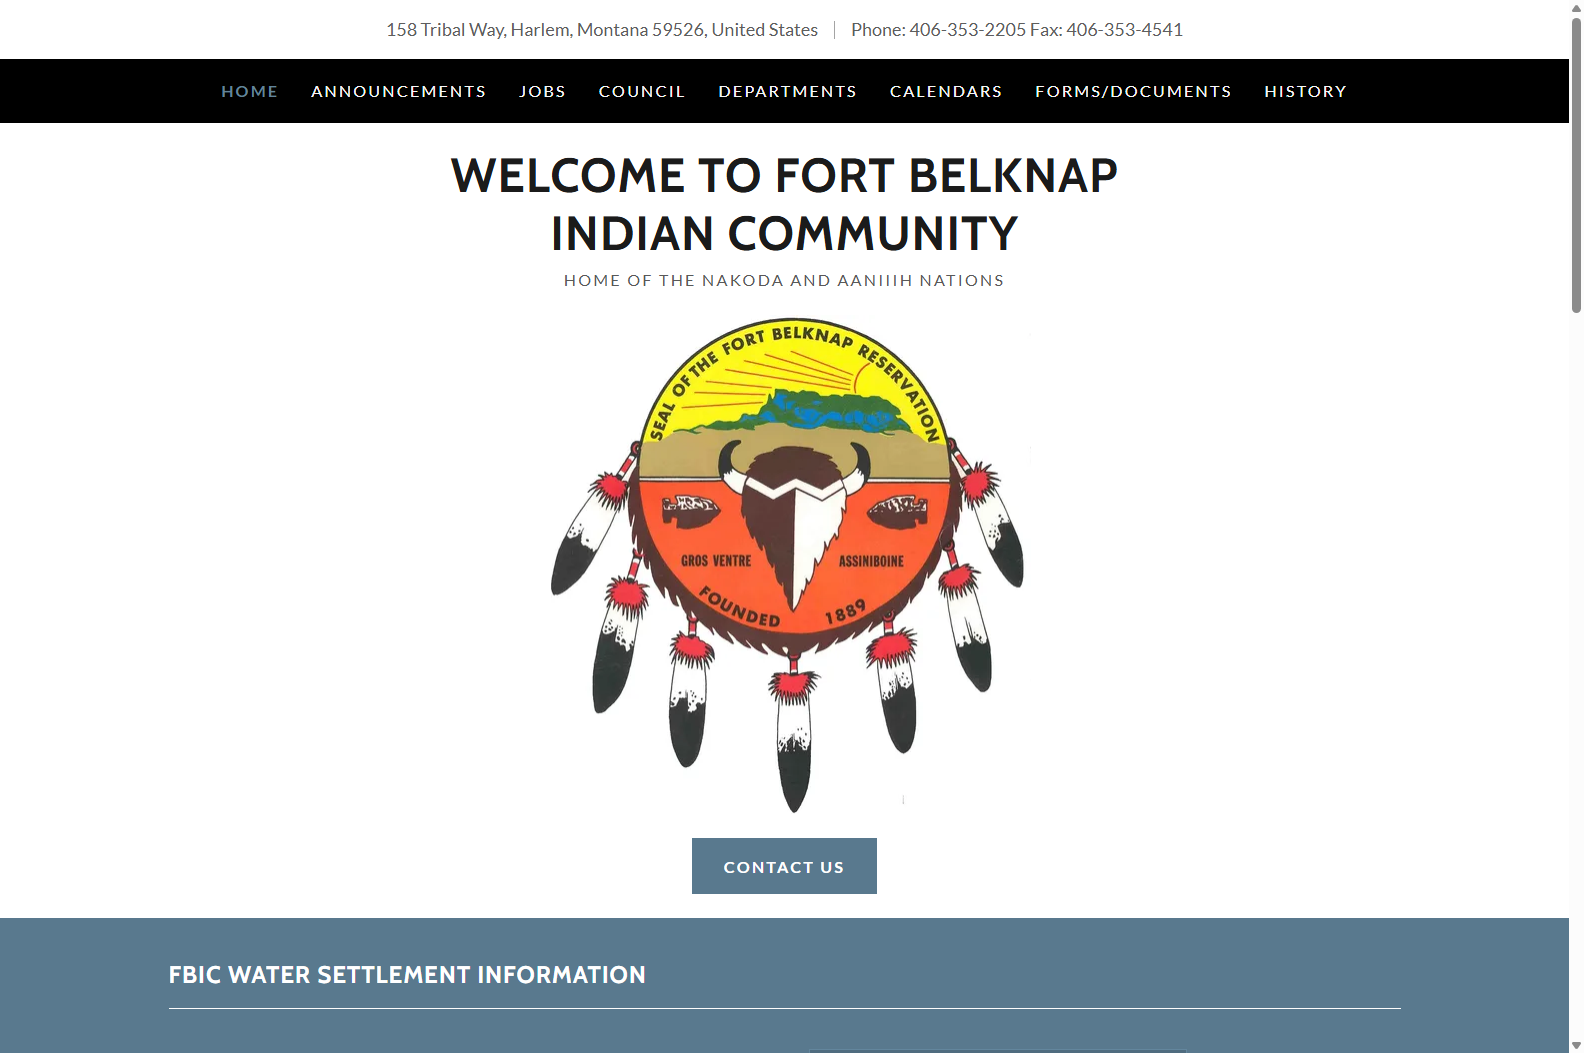 158 Tribal Way, Harlem, Montana 59526, United States
Phone: 406-353-2205 Fax: 406-353-4541
HOME
ANNOUNCEMENTS
JOBS
COUNCIL
DEPARTMENTS
CALENDARS
FORMS/DOCUMENTS
HISTORY
WELCOME TO FORT BELKNAP
INDIAN COMMUNITY
HOME OF THE NAKODA AND AANIIIH NATIONS
SEAL OF THE FORT BELKNAP RESERVATION
GROS VENTRE
ASSINIBOINE
FOUNDED 1889
CONTACT US
FBIC WATER SETTLEMENT INFORMATION